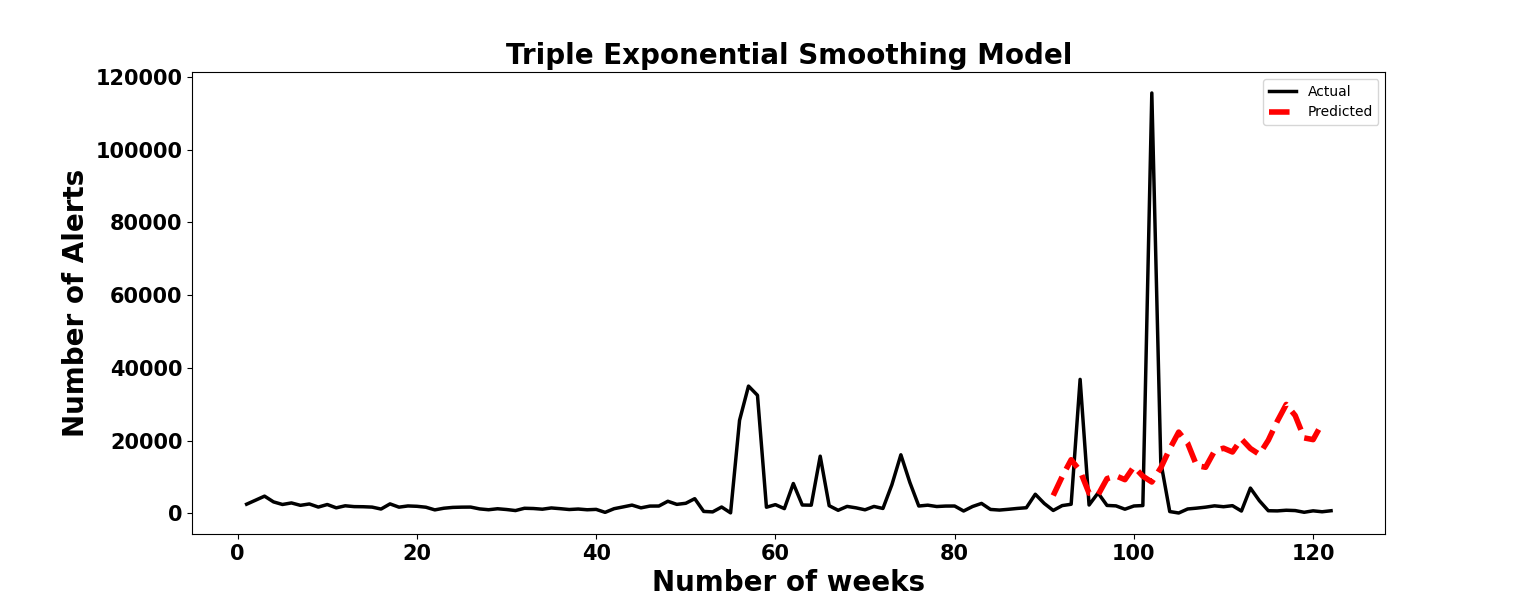 Triple Exponential Smoothing Model
120000
100000
80000
60000
40000
20000
0
Number of Alerts
Actual
Predicted
0 20 40 60 80 100 120
Number of weeks